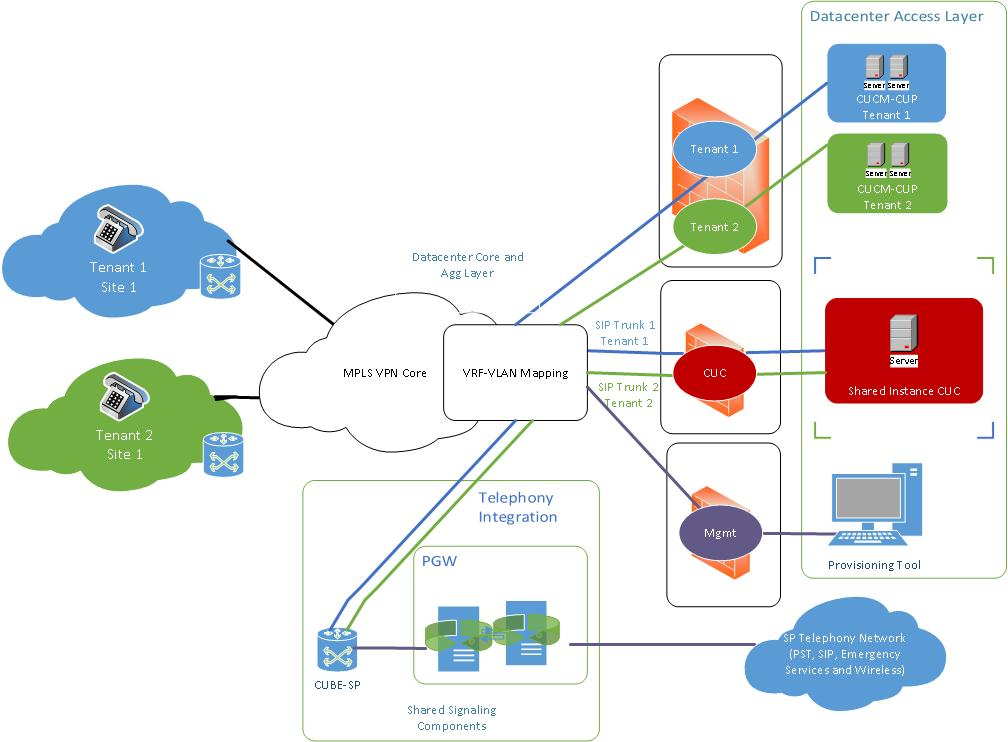 Datacenter Access Layer
Server Server
CUCM-CUP
Tenant 1
Tenant 1
Server Server
CUCM-CUP
Tenant 2
Tenant 2
Tenant 1
Site 1
Datacenter Core and
Agg Layer
SIP Trunk 1
Tenant 1
MPLS VPN Core
VRF-VLAN Mapping
CUC
Server
Shared Instance CUC
SIP Trunk 2
Tenant 2
Tenant 2
Site 1
Telephony
Integration
Mgmt
Provisioning Tool
PGW
SP Telephony Network
(PST, SIP, Emergency
Services and Wireless)
CUBE-SP
Shared Signaling
Components